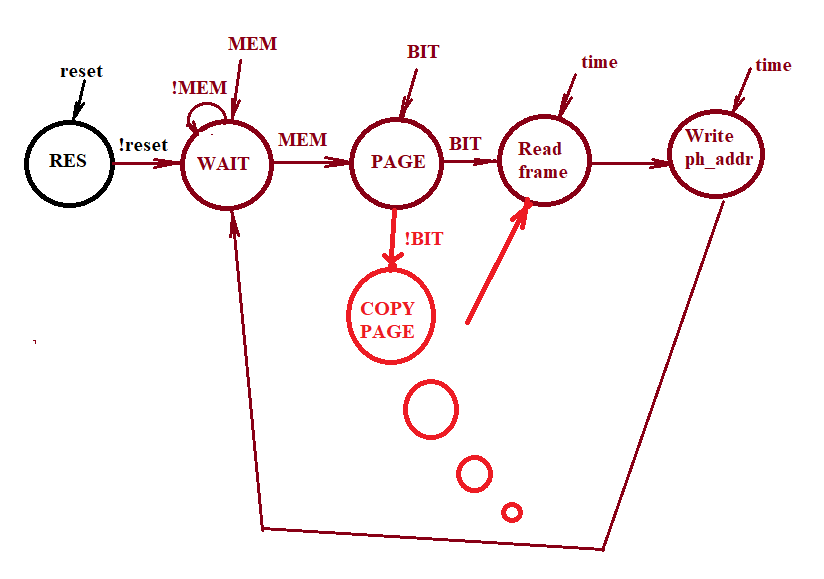 MEM
BIT
time
time
reset
!MEM
!reset
MEM
BIT
RES
WAIT
PAGE
Read
frame
Write
ph_addr
!BIT
COPY
PAGE